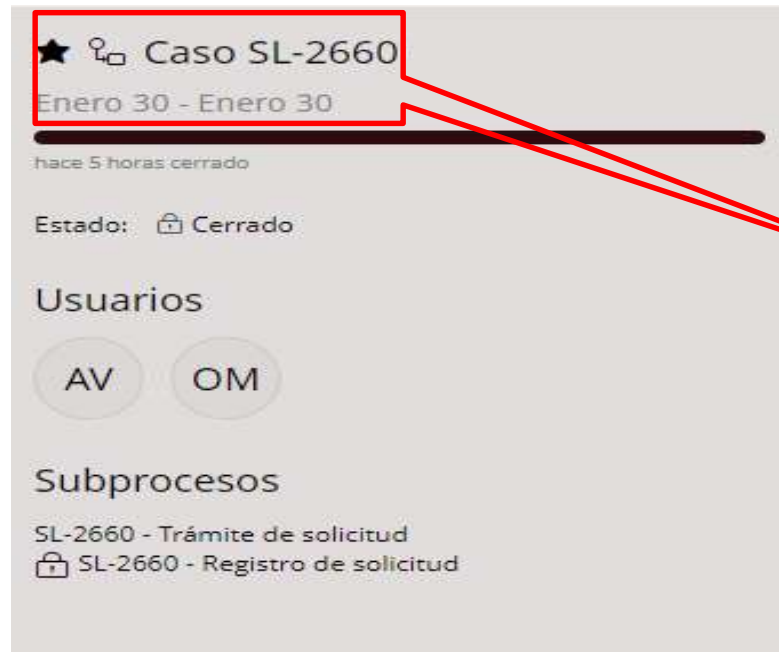 Caso SL-2660
Enero 30 - Enero 30
hace 5 horas cerrado
Estado: Cerrado
Usuarios
AV OM
Subprocesos
SL-2660 - Trámite de solicitud
SL-2660 - Registro de solicitud